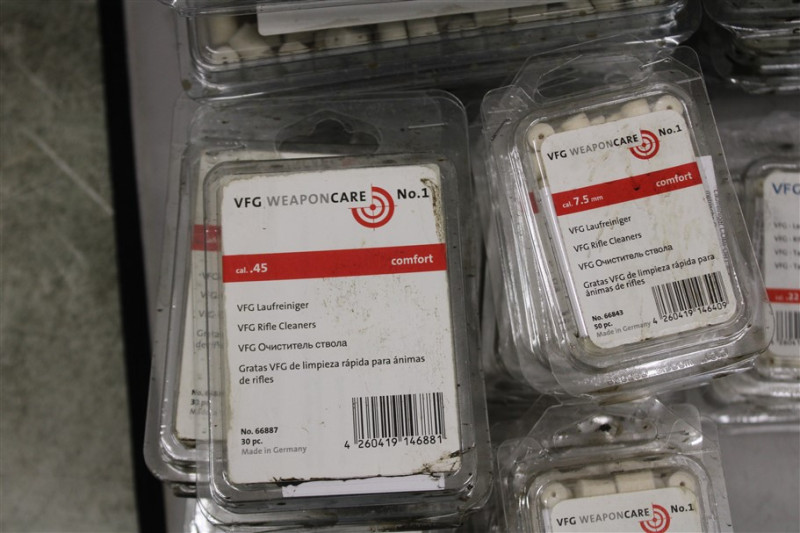 VFG WEAPONCARE No.1
cal. .45 comfort
VFG Laufreiniger
VFG Rifle Cleaners
VFG Очиститель ствола
Gratas VFG de limpieza rápida para ánimas
de rifles
No. 66887
30 pc.
Made in Germany
4 260419 146881
VFG WEAPONCARE No.1
cal. 7.5 mm comfort
VFG Laufreiniger
VFG Rifle Cleaners
VFG Очиститель ствола
Gratas VFG de limpieza rápida para
ánimas de rifles
No. 66843
50 pc.
Made in Germany
4 260419 146409
VFG
VFG WEAPONCARE No.1